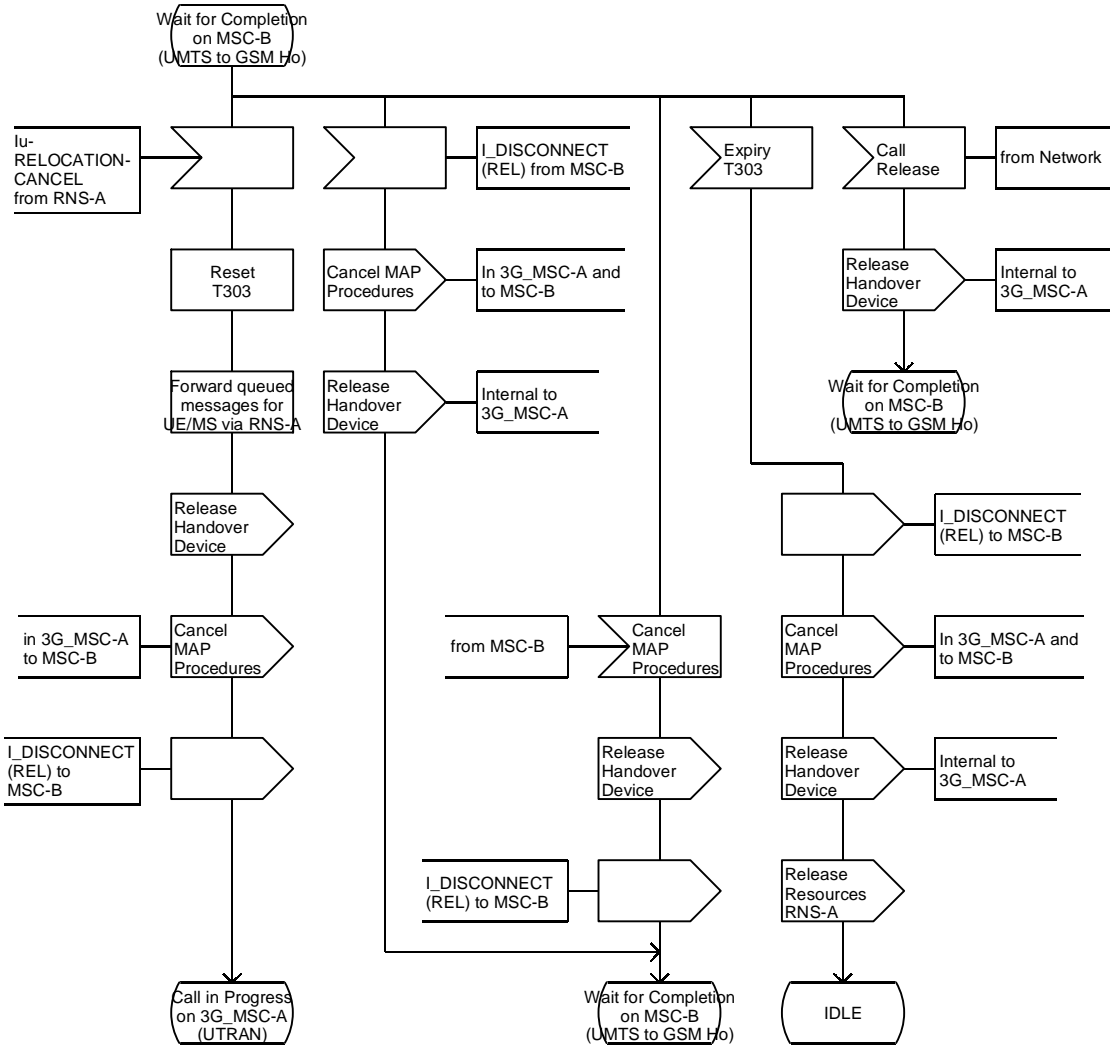 Wait for Completion
on MSC-B
(UMTS to GSM Ho)
Iu-
RELOCATION-
CANCEL
from RNS-A
I_DISCONNECT
(REL) from MSC-B
Expiry
T303
Call
Release
from Network
Reset
T303
Cancel MAP
Procedures
In 3G_MSC-A and
to MSC-B
Release
Handover
Device
Internal to
3G_MSC-A
Forward queued
messages for
UE/MS via RNS-A
Release
Handover
Device
Internal to
3G_MSC-A
Wait for Completion
on MSC-B
(UMTS to GSM Ho)
Release
Handover
Device
I_DISCONNECT
(REL) to MSC-B
in 3G_MSC-A
to MSC-B
Cancel
MAP
Procedures
from MSC-B
Cancel
MAP
Procedures
Cancel
MAP
Procedures
In 3G_MSC-A and
to MSC-B
I_DISCONNECT
(REL) to
MSC-B
Release
Handover
Device
Release
Handover
Device
Internal to
3G_MSC-A
I_DISCONNECT
(REL) to MSC-B
Release
Resources
RNS-A
Call in Progress
on 3G_MSC-A
(UTRAN)
Wait for Completion
on MSC-B
(UMTS to GSM Ho)
IDLE